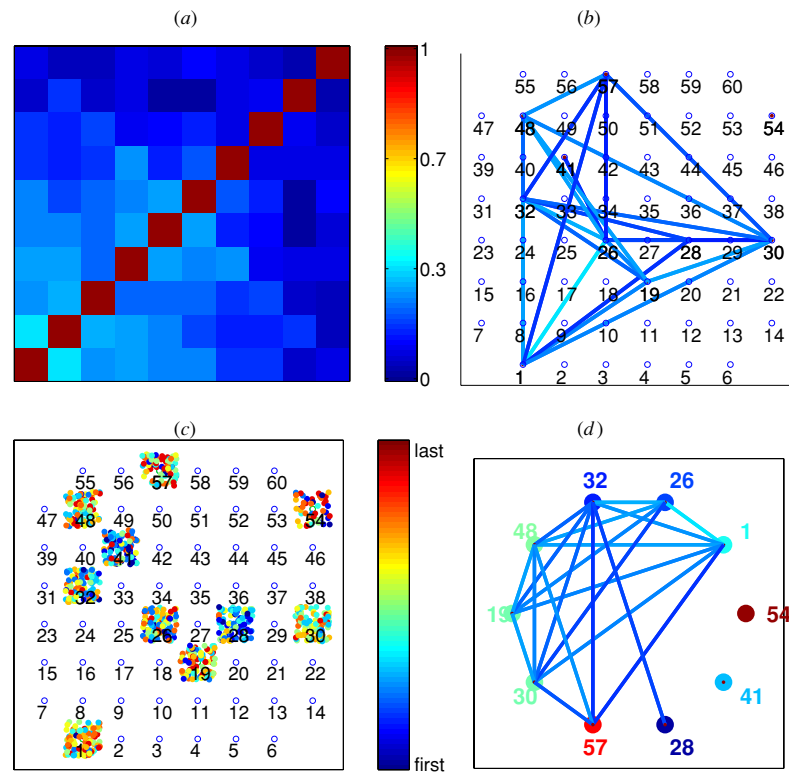 (a)
(b)
1
0.7
0.3
0
55 56 57 58 59 60
47 48 49 50 51 52 53 54
39 40 41 42 43 44 45 46
31 32 33 34 35 36 37 38
23 24 25 26 27 28 29 30
15 16 17 18 19 20 21 22
7 8 9 10 11 12 13 14
1 2 3 4 5 6
(c)
(d)
55 56 57 58 59 60
47 48 49 50 51 52 53 54
39 40 41 42 43 44 45 46
31 32 33 34 35 36 37 38
23 24 25 26 27 28 29 30
15 16 17 18 19 20 21 22
7 8 9 10 11 12 13 14
1 2 3 4 5 6
last
first
32 26
48 1
19 54
30 41
57 28